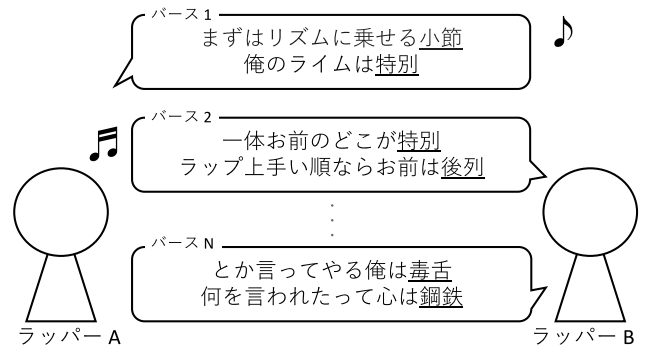 バース 1
まずはリズムに乗せる小節
俺のライムは特別
バース 2
一体お前のどこが特別
ラップ上手い順ならお前は後列
バース N
とか言ってやる俺は毒舌
何を言われたって心は鋼鉄
ラッパー A
ラッパー B